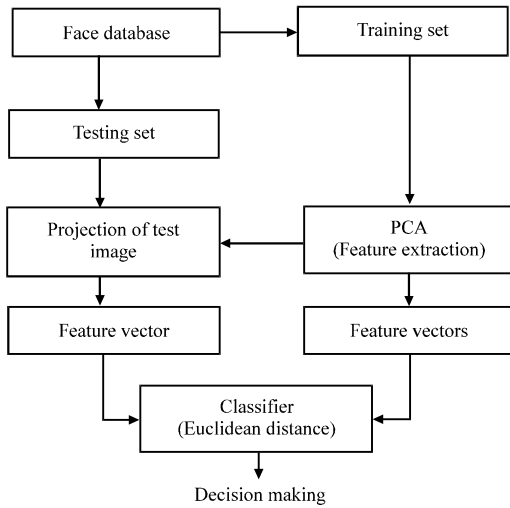 Face database
Training set
Testing set
Projection of test
image
PCA
(Feature extraction)
Feature vector
Feature vectors
Classifier
(Euclidean distance)
Decision making